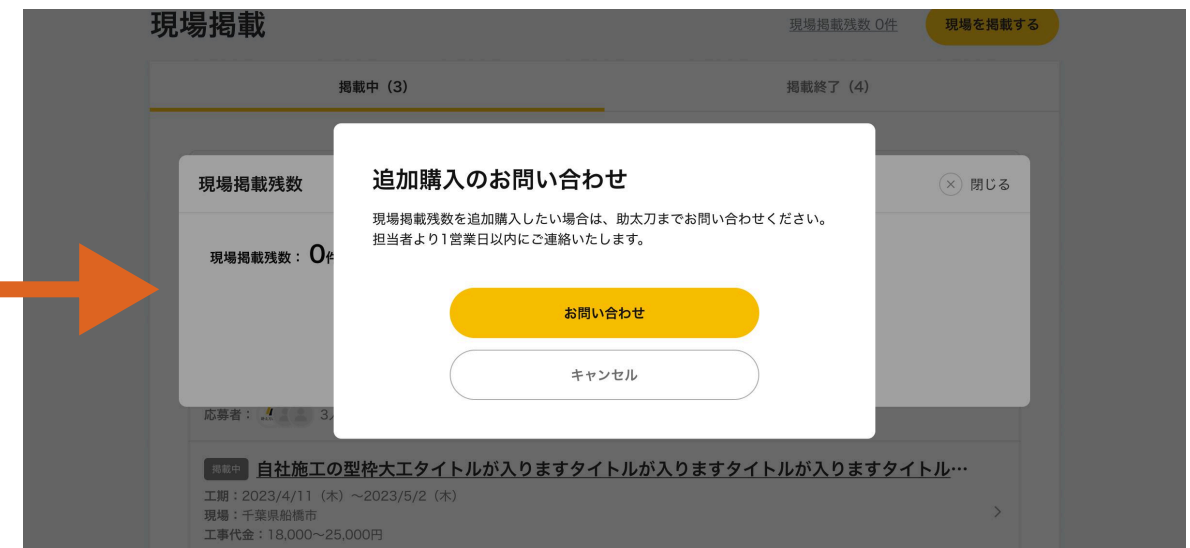 現場掲載
現場掲載残数 0件
現場を掲載する
掲載中（3）
掲載終了（4）
現場掲載残数
閉じる
現場掲載残数： 0件
追加購入のお問い合わせ
現場掲載残数を追加購入したい場合は、助太刀までお問い合わせください。
担当者より1営業日以内にご連絡いたします。
お問い合わせ
キャンセル
応募者： 3
掲載中 自社施工の型枠大工タイトルが入りますタイトルが入りますタイトルが入りますタイトル…
工期：2023/4/11（木）～2023/5/2（木）
現場：千葉県船橋市
工事代金：18,000〜25,000円